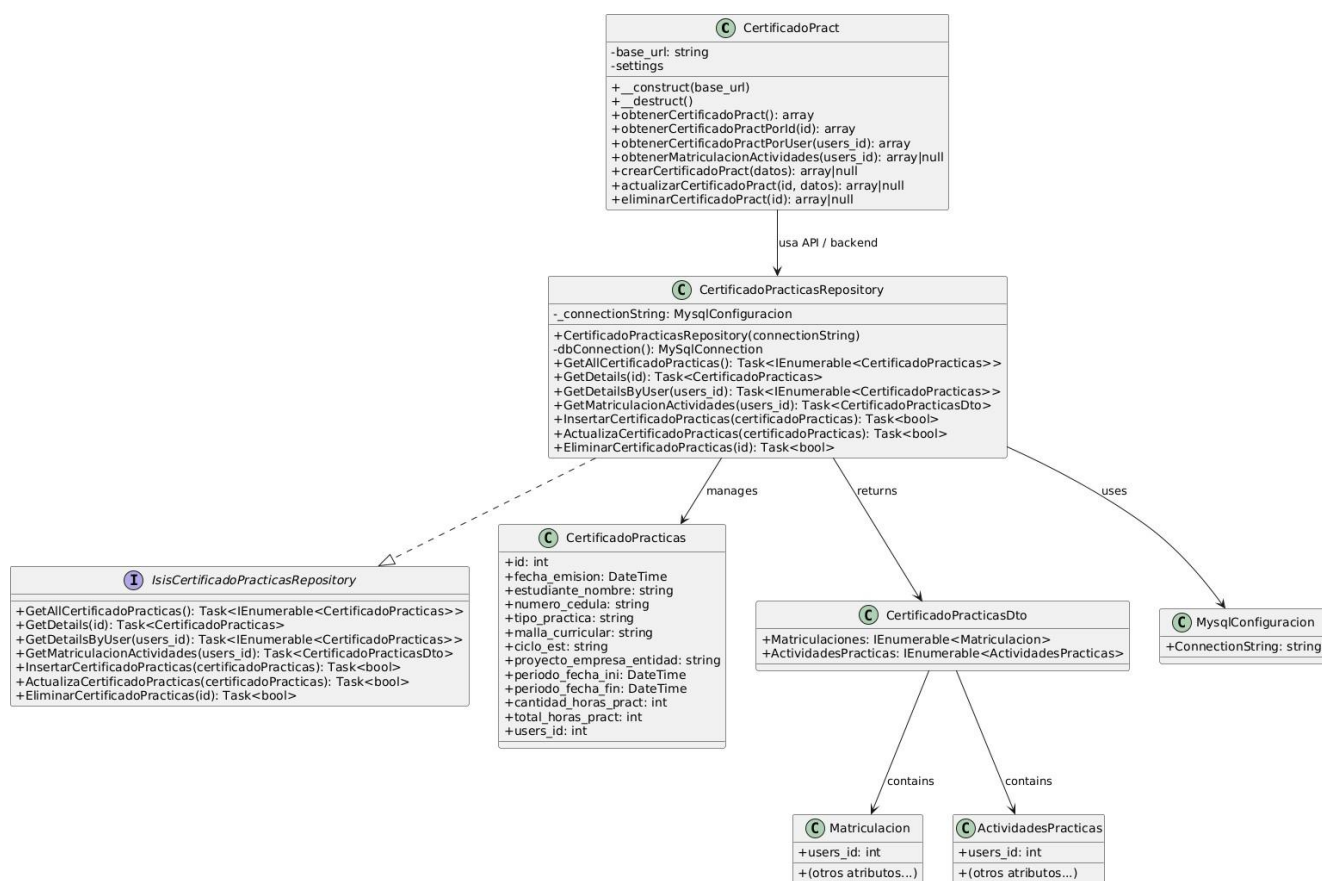 C CertificadoPract
-base_url: string
-settings
+__construct(base_url)
+__destruct()
+obtenerCertificadoPract(): array
+obtenerCertificadoPractPorId(id): array
+obtenerCertificadoPractPorUser(users_id): array
+obtenerMatriculacionActividades(users_id): array|null
+crearCertificadoPract(datos): array|null
+actualizarCertificadoPract(id, datos): array|null
+eliminarCertificadoPract(id): array|null
usa API / backend
C CertificadoPracticasRepository
-_connectionString: MysqlConfiguracion
+CertificadoPracticasRepository(connectionString)
-dbConnection(): MySqlConnection
+GetAllCertificadoPracticas(): Task<IEnumerable<CertificadoPracticas>>
+GetDetails(id): Task<CertificadoPracticas>
+GetDetailsByUser(users_id): Task<IEnumerable<CertificadoPracticas>>
+GetMatriculacionActividades(users_id): Task<CertificadoPracticasDto>
+InsertarCertificadoPracticas(certificadoPracticas): Task<bool>
+ActualizaCertificadoPracticas(certificadoPracticas): Task<bool>
+EliminarCertificadoPracticas(id): Task<bool>
manages
returns
uses
I IsisCertificadoPracticasRepository
+GetAllCertificadoPracticas(): Task<IEnumerable<CertificadoPracticas>>
+GetDetails(id): Task<CertificadoPracticas>
+GetDetailsByUser(users_id): Task<IEnumerable<CertificadoPracticas>>
+GetMatriculacionActividades(users_id): Task<CertificadoPracticasDto>
+InsertarCertificadoPracticas(certificadoPracticas): Task<bool>
+ActualizaCertificadoPracticas(certificadoPracticas): Task<bool>
+EliminarCertificadoPracticas(id): Task<bool>
C CertificadoPracticas
+id: int
+fecha_emision: DateTime
+estudiante_nombre: string
+numero_cedula: string
+tipo_practica: string
+malla_curricular: string
+ciclo_est: string
+proyecto_empresa_entidad: string
+periodo_fecha_ini: DateTime
+periodo_fecha_fin: DateTime
+cantidad_horas_pract: int
+total_horas_pract: int
+users_id: int
C CertificadoPracticasDto
+Matriculaciones: IEnumerable<Matriculacion>
+ActividadesPracticas: IEnumerable<ActividadesPracticas>
C MysqlConfiguracion
+ConnectionString: string
contains
contains
C Matriculacion
+users_id: int
+(otros atributos...)
C ActividadesPracticas
+users_id: int
+(otros atributos...)